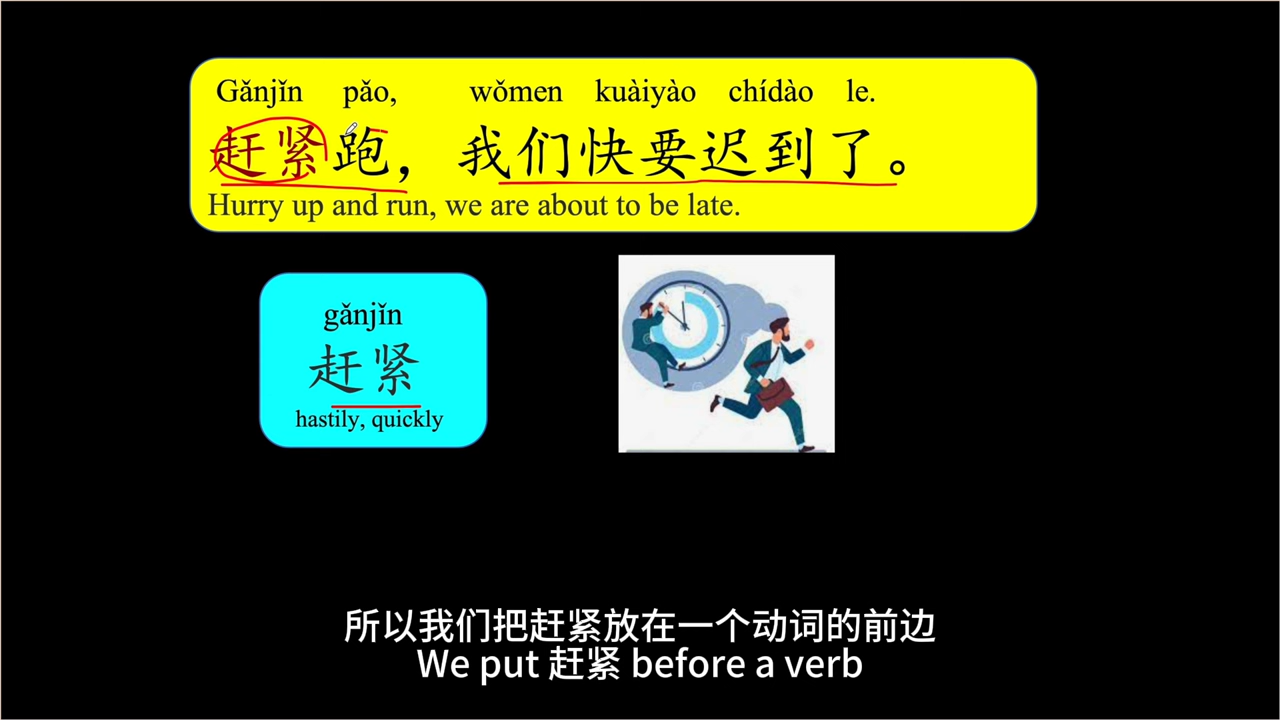 Gǎnjǐn pǎo, wǒmen kuàiyào chídào le.
赶紧跑，我们快要迟到了。
Hurry up and run, we are about to be late.
gǎnjǐn
赶紧
hastily, quickly
所以我们把赶紧放在一个动词的前边
We put 赶紧 before a verb